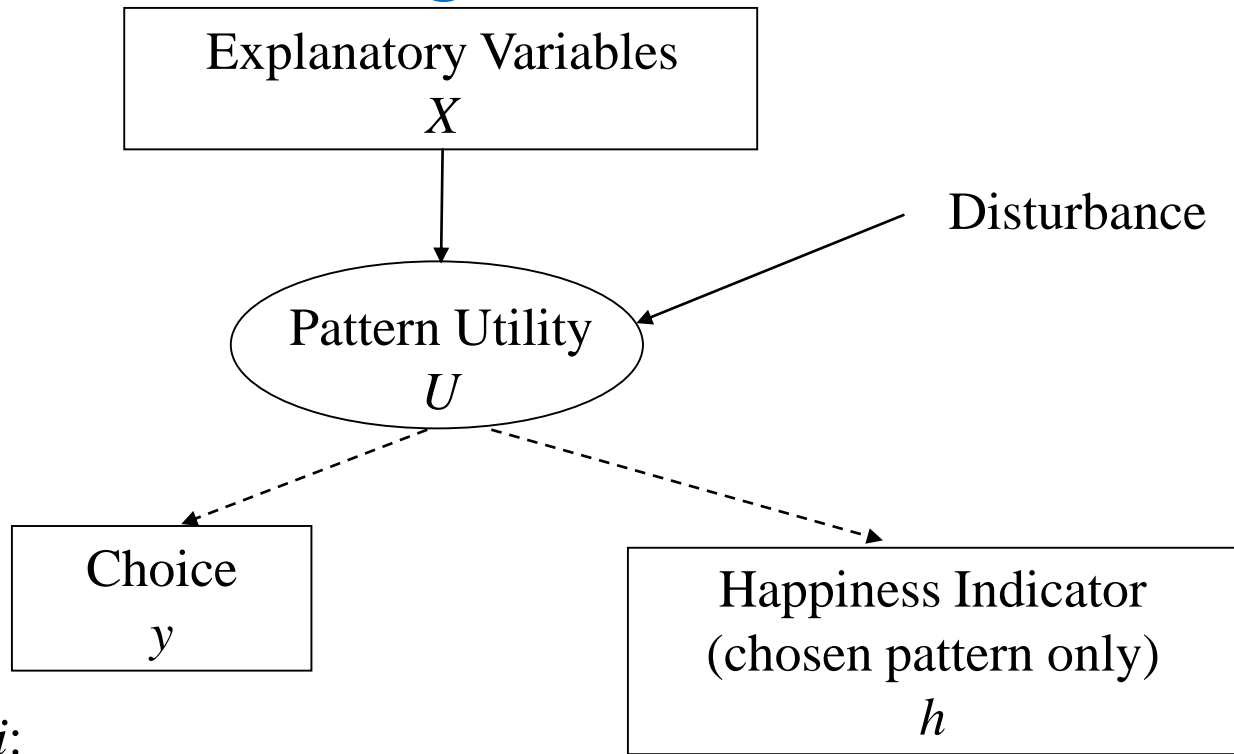 Explanatory Variables
X
Disturbance
Pattern Utility
U
Choice
y
Happiness Indicator
(chosen pattern only)
h
i: